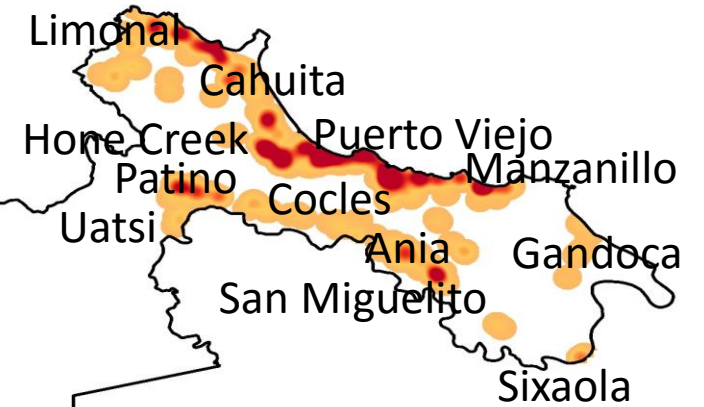 Limonal
Cahuita
Hone Creek
Puerto Viejo
Manzanillo
Patino
Cocles
Uatsi
Ania
Gandoca
San Miguelito
Sixaola